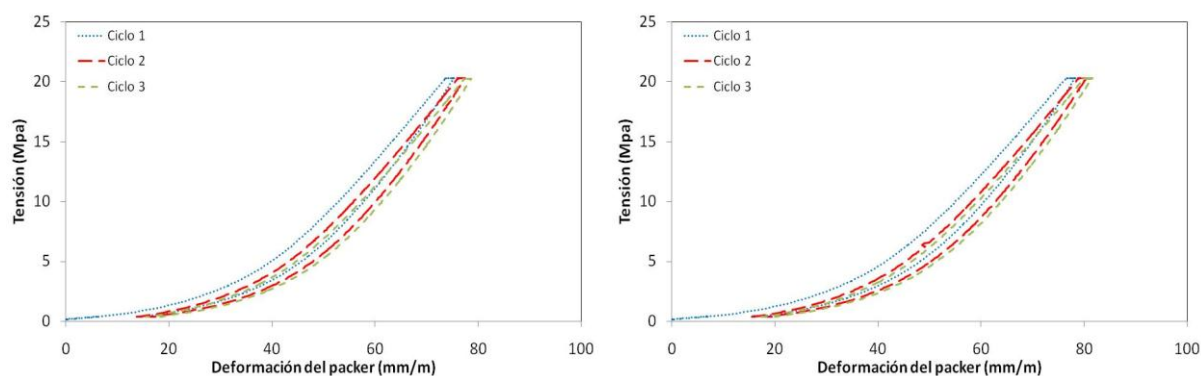 25
20
15
10
5
0
Tensión (Mpa)
Ciclo 1
Ciclo 2
Ciclo 3
0 20 40 60 80 100
Deformación del packer (mm/m)
25
20
15
10
5
0
Tensión (Mpa)
Ciclo 1
Ciclo 2
Ciclo 3
0 20 40 60 80 100
Deformación del packer (mm/m)